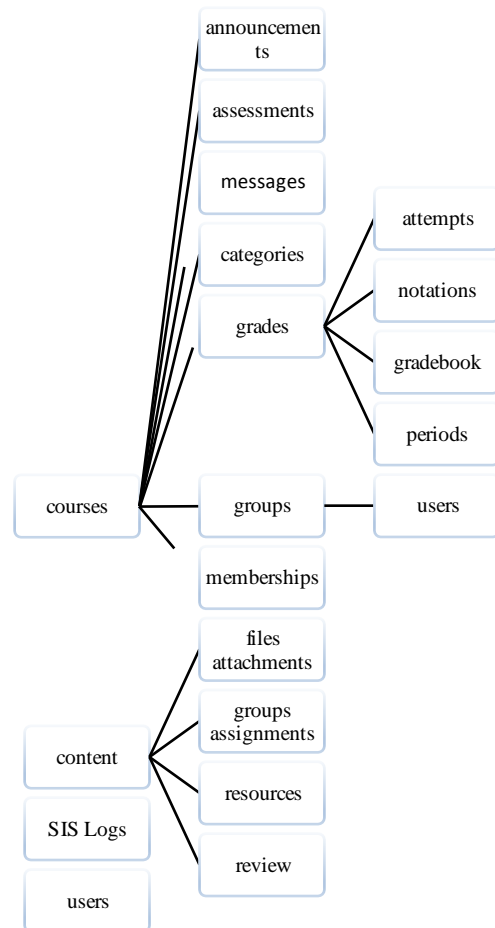 announcemen
ts
assessments
messages
categories
grades
attempts
notations
gradebook
periods
courses
groups
users
memberships
files
attachments
groups
assignments
content
resources
SIS Logs
review
users